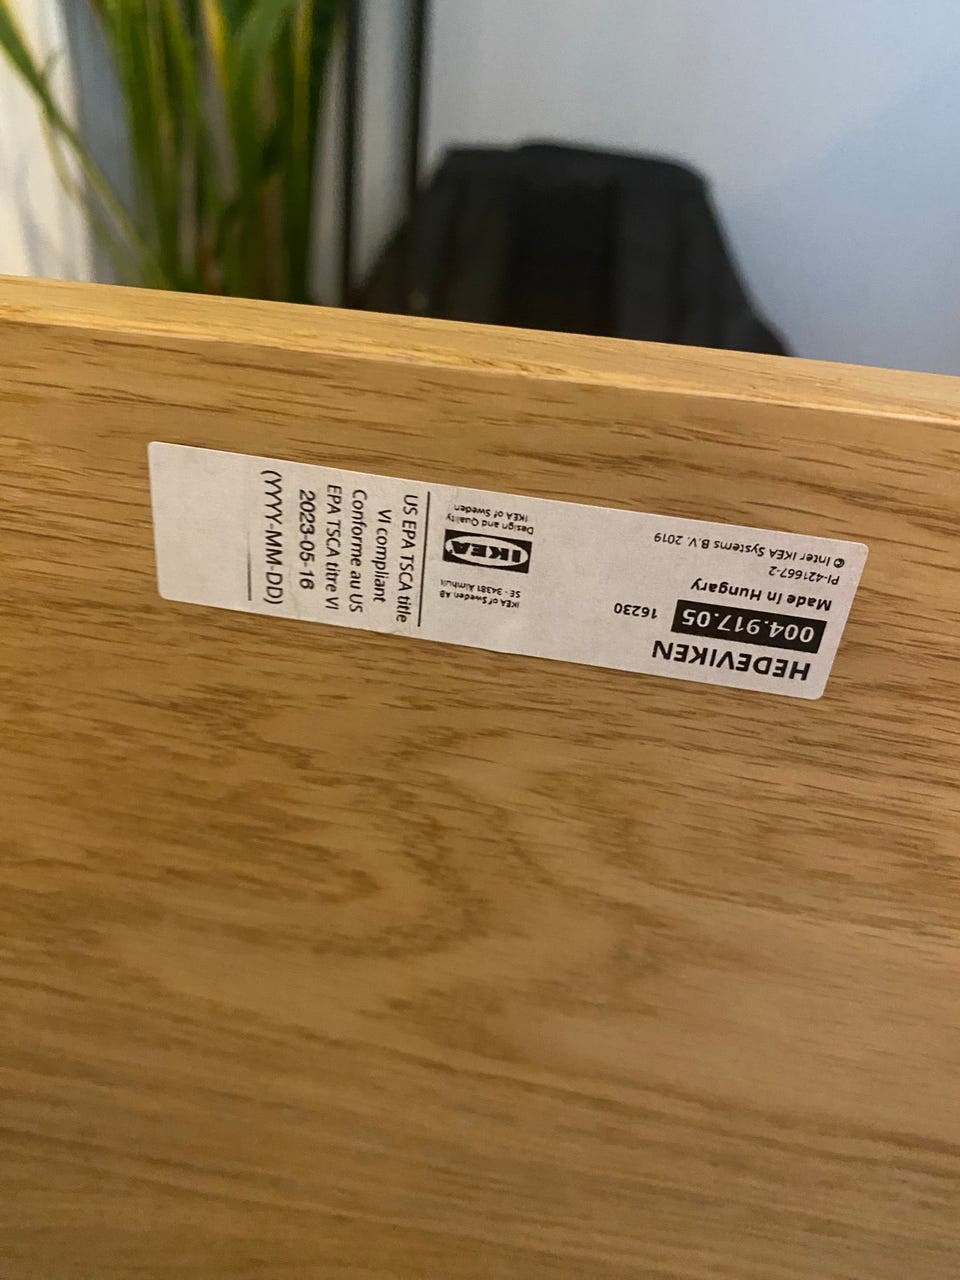 HEDEVIKEN
004.917.05
16230
Made in Hungary
PI-421667-2
© Inter IKEA Systems B.V. 2019
IKEA of Sweden AB
SE - 34381 Älmhult
IKEA
Design and Quality
IKEA of Sweden
US EPA TSCA title
VI compliant
Conforme au US
EPA TSCA titre VI
2023-05-16
(YYYY-MM-DD)